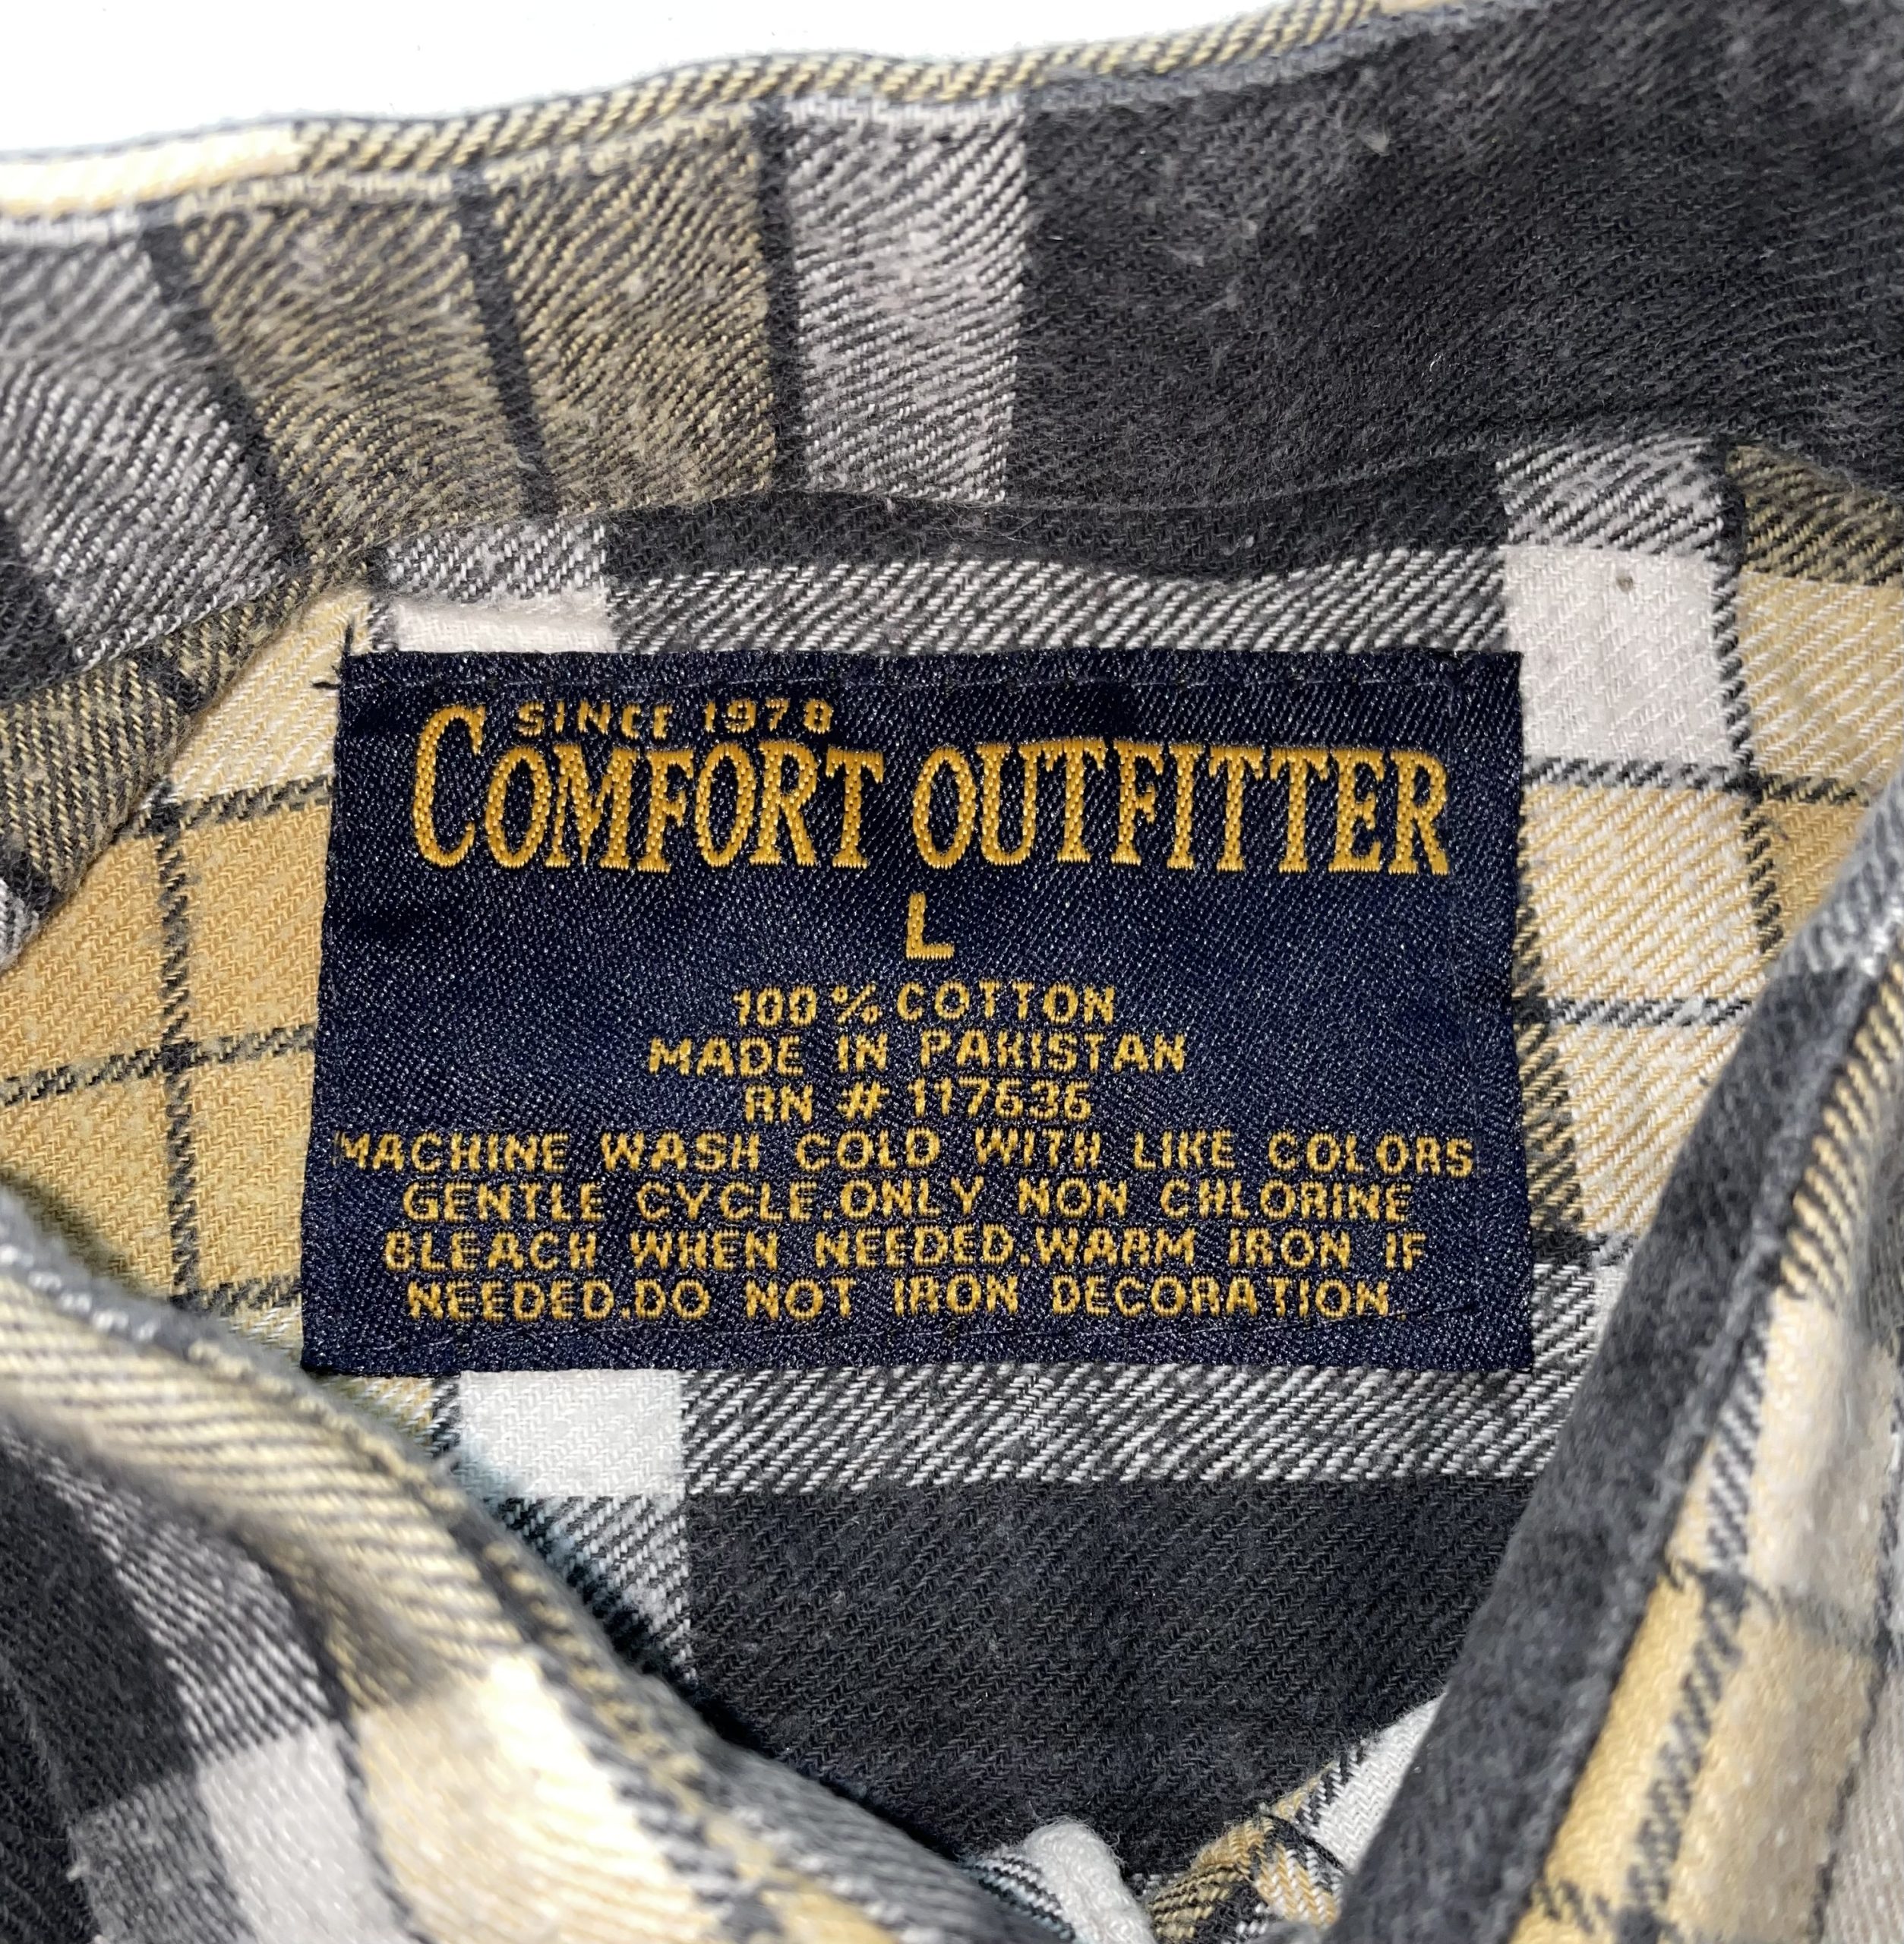 SINCE 1978
COMFORT OUTFITTER
L
100% COTTON
MADE IN PAKISTAN
RN # 117636
MACHINE WASH COLD WITH LIKE COLORS
GENTLE CYCLE.ONLY NON CHLORINE
BLEACH WHEN NEEDED.WARM IRON IF
NEEDED.DO NOT IRON DECORATION.